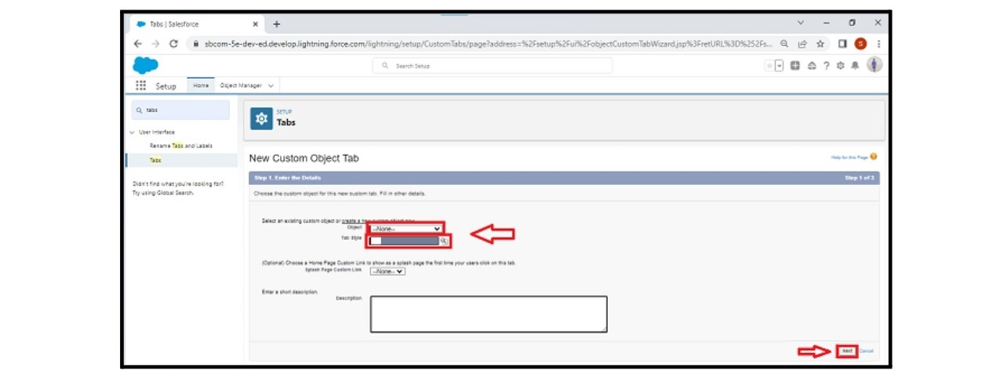 Tabs | Salesforce
sbcom-5e-dev-ed.develop.lightning.force.com/lightning/setup/CustomTabs/page?address=%2Fsetup%2Fui%2FobjectCustomTabWizard.jsp%3FretURL%3D%252Fs...
S
Search Setup
Setup
Home
Object Manager
tabs
SETUP
Tabs
User Interface
Rename Tabs and Labels
Tabs
Didn't find what you're looking for?
Try using Global Search.
New Custom Object Tab
Help for this Page
Step 1. Enter the Details
Step 1 of 3
Choose the custom object for this new custom tab. Fill in other details.
Select an existing custom object or create a new custom object now.
Object
--None--
Tab Style
(Optional) Choose a Home Page Custom Link to show as a splash page the first time your users click on this tab.
Splash Page Custom Link
--None--
Enter a short description.
Description
Next
Cancel